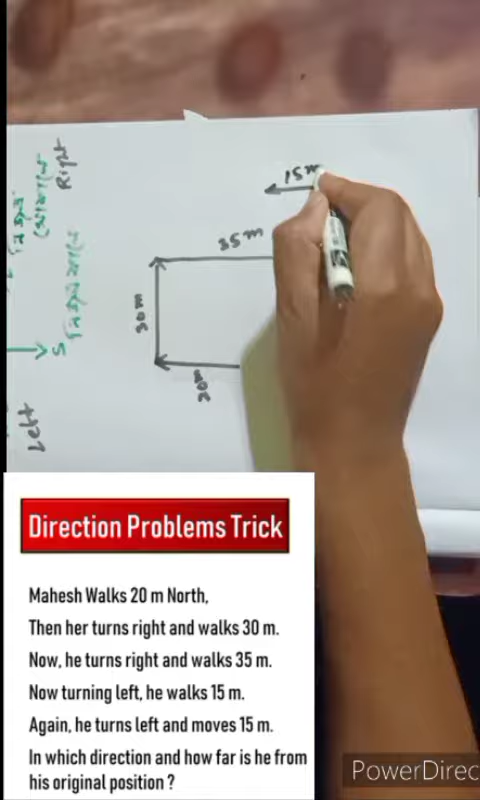 Right
S
Left
15m
35m
30m
20m
Direction Problems Trick
Mahesh Walks 20 m North,
Then her turns right and walks 30 m.
Now, he turns right and walks 35 m.
Now turning left, he walks 15 m.
Again, he turns left and moves 15 m.
In which direction and how far is he from
his original position ?
PowerDirec